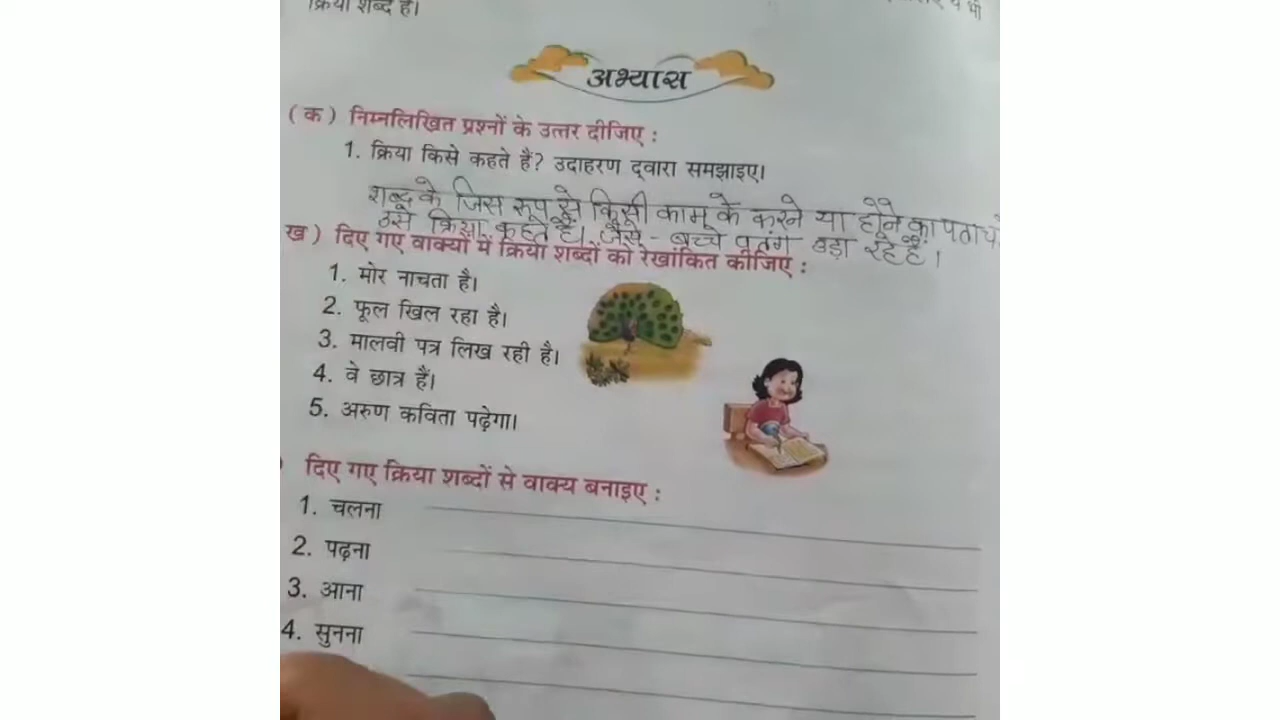 क्रिया शब्द है।
अभ्यास
(क) निम्नलिखित प्रश्नों के उत्तर दीजिए :
1. क्रिया किसे कहते हैं? उदाहरण द्वारा समझाइए।
शब्द के जिस रूप से किसी काम के करने या होने का पता
उसे क्रिया कहते हैं। जैसे - बच्चे पतंग उड़ा रहे हैं।
ख) दिए गए वाक्यों में क्रिया शब्दों को रेखांकित कीजिए :
1. मोर नाचता है।
2. फूल खिल रहा है।
3. मालवी पत्र लिख रही है।
4. वे छात्र हैं।
5. अरुण कविता पढ़ेगा।
दिए गए क्रिया शब्दों से वाक्य बनाइए :
1. चलना
2. पढ़ना
3. आना
4. सुनना